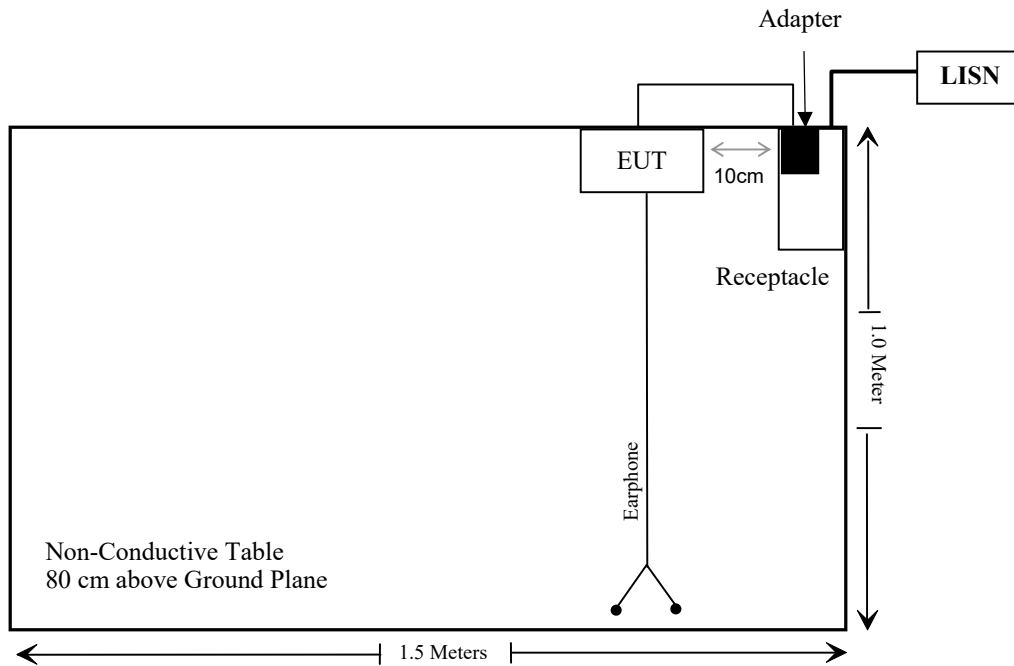 Adapter
LISN
EUT
10cm
Receptacle
1.0 Meter
Earphone
Non-Conductive Table
80 cm above Ground Plane
1.5 Meters